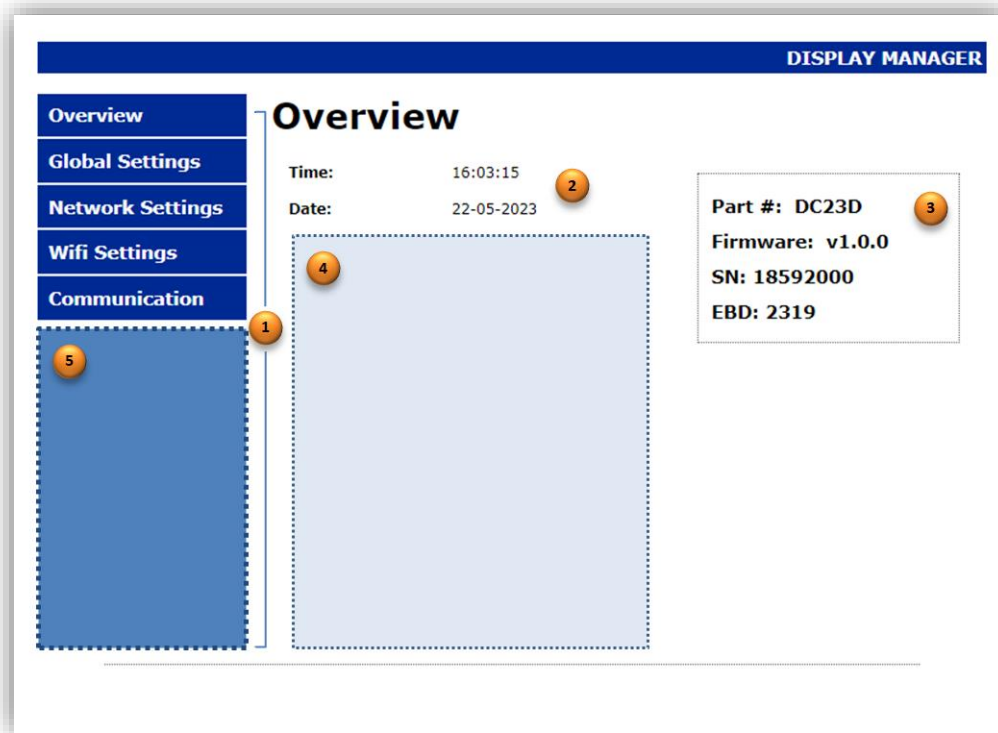 DISPLAY MANAGER
Overview
Global Settings
Network Settings
Wifi Settings
Communication
5
1
Overview
Time: 16:03:15
2
Date: 22-05-2023
4
Part #: DC23D
3
Firmware: v1.0.0
SN: 18592000
EBD: 2319